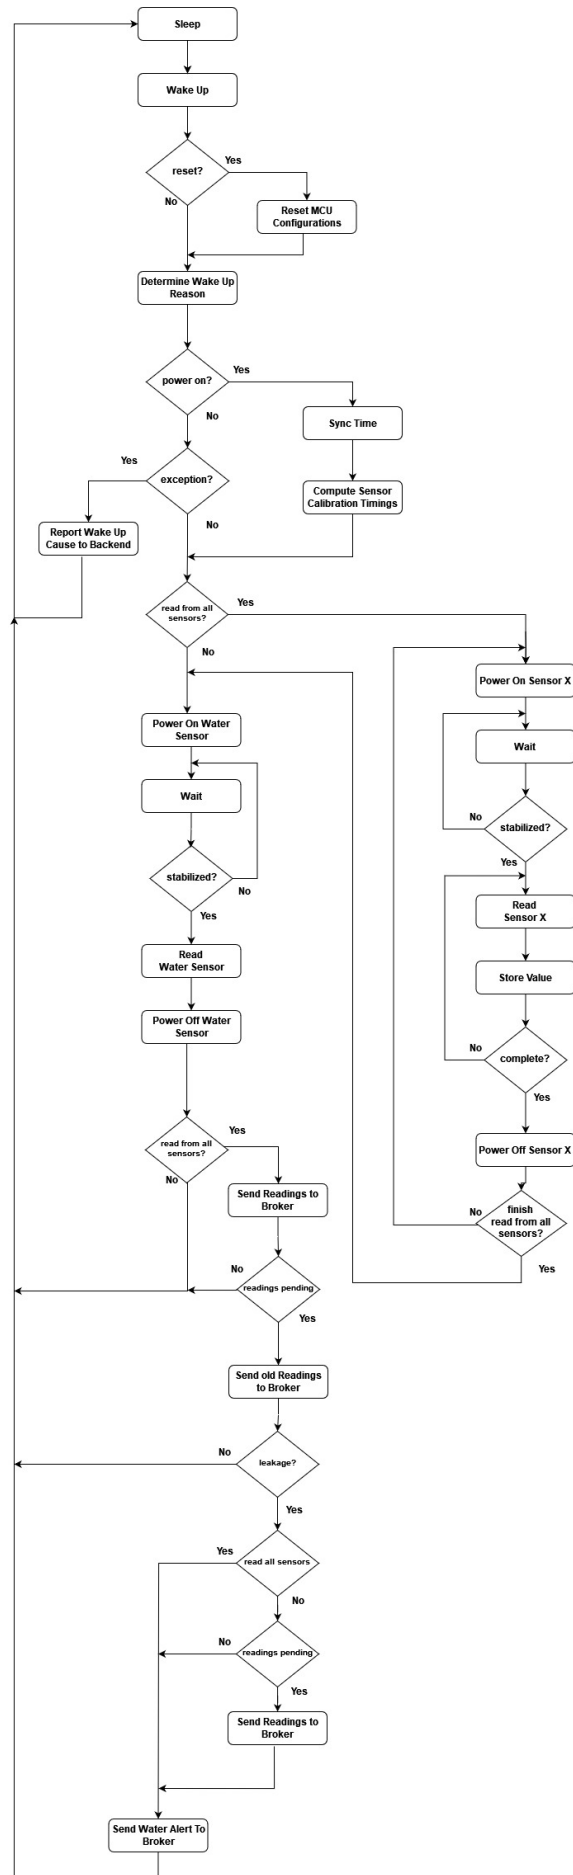 Sleep
Wake Up
reset?
Yes
No
Reset MCU
Configurations
Determine Wake Up
Reason
power on?
Yes
No
Sync Time
exception?
Yes
No
Compute Sensor
Calibration Timings
Report Wake Up
Cause to Backend
read from all
sensors?
Yes
No
Power On Sensor X
Wait
stabilized?
No
Yes
Read
Sensor X
Store Value
complete?
No
Yes
Power Off Sensor X
finish
read from all
sensors?
No
Yes
Power On Water
Sensor
Wait
stabilized?
No
Yes
Read
Water Sensor
Power Off Water
Sensor
read from all
sensors?
Yes
No
Send Readings to
Broker
readings pending
No
Yes
Send old Readings
to Broker
leakage?
No
Yes
read all sensors
Yes
No
readings pending
No
Yes
Send Readings to
Broker
Send Water Alert To
Broker